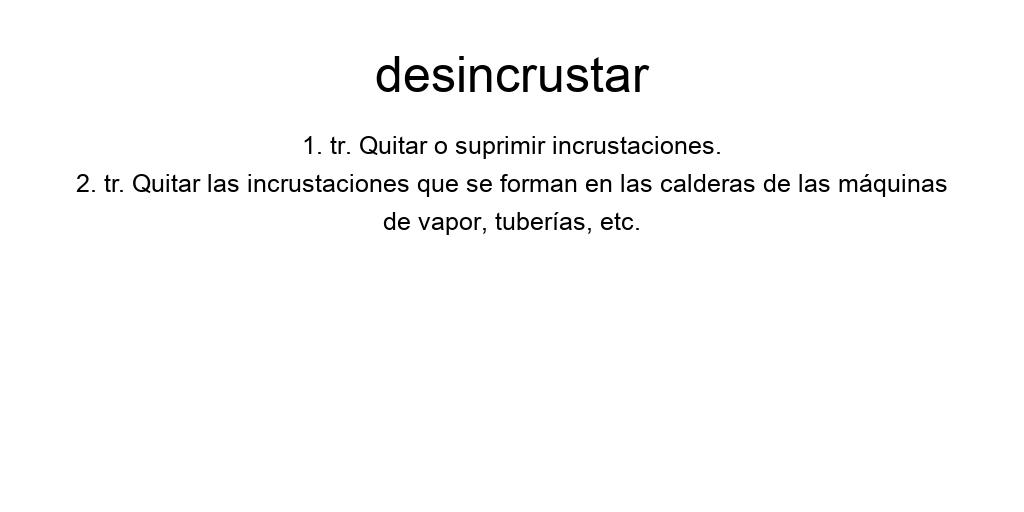 desincrustar
1. tr. Quitar o suprimir incrustaciones.
2. tr. Quitar las incrustaciones que se forman en las calderas de las máquinas
de vapor, tuberías, etc.